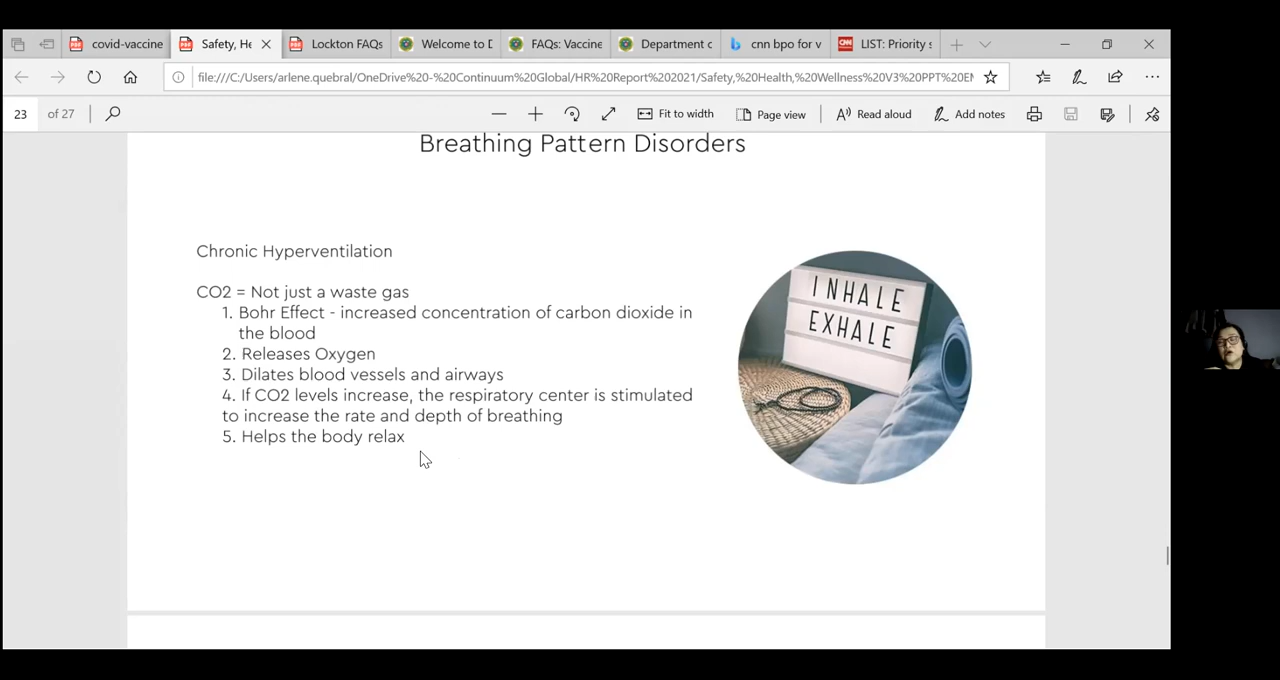 covid-vaccine
Safety, He
Lockton FAQs
Welcome to D
FAQs: Vaccine
Department o
cnn bpo for v
LIST: Priority s
file:///C:/Users/arlene.quebral/OneDrive%20-%20Continuum%20Global/HR%20Report%202021/Safety,%20Health,%20Wellness%20V3%20PPT%20EM
23 of 27
Fit to width
Page view
Read aloud
Add notes
Breathing Pattern Disorders
Chronic Hyperventilation
CO2 = Not just a waste gas
1. Bohr Effect - increased concentration of carbon dioxide in
the blood
2. Releases Oxygen
3. Dilates blood vessels and airways
4. If CO2 levels increase, the respiratory center is stimulated
to increase the rate and depth of breathing
5. Helps the body relax
INHALE
EXHALE